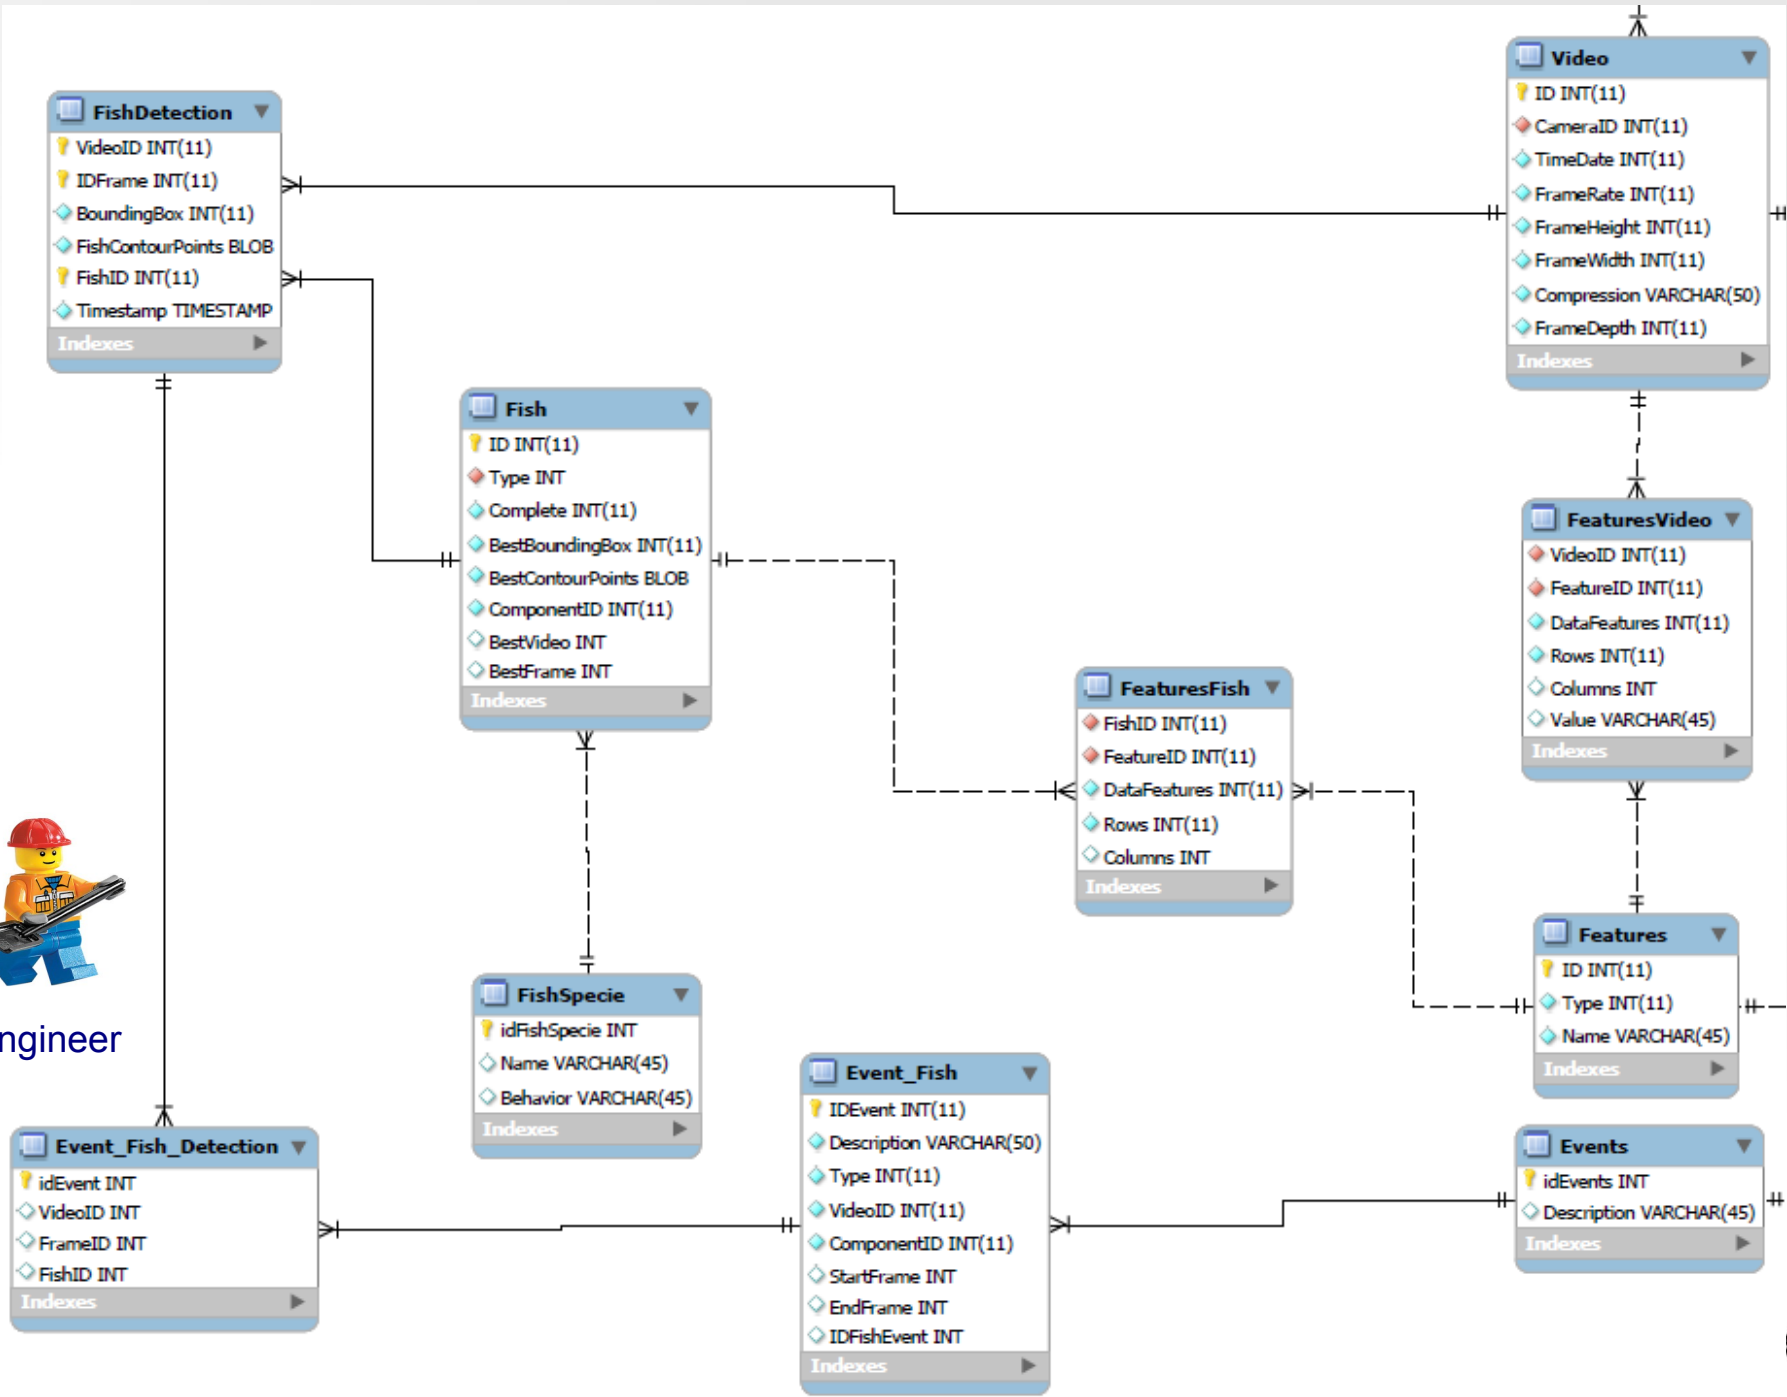 FishDetection
VideoID INT(11)
IDFrame INT(11)
BoundingBox INT(11)
FishContourPoints BLOB
FishID INT(11)
Timestamp TIMESTAMP
Indexes
Video
ID INT(11)
CameraID INT(11)
TimeDate INT(11)
FrameRate INT(11)
FrameHeight INT(11)
FrameWidth INT(11)
Compression VARCHAR(50)
FrameDepth INT(11)
Indexes
Fish
ID INT(11)
Type INT
Complete INT(11)
BestBoundingBox INT(11)
BestContourPoints BLOB
ComponentID INT(11)
BestVideo INT
BestFrame INT
Indexes
FeaturesVideo
VideoID INT(11)
FeatureID INT(11)
DataFeatures INT(11)
Rows INT(11)
Columns INT
Value VARCHAR(45)
Indexes
FeaturesFish
FishID INT(11)
FeatureID INT(11)
DataFeatures INT(11)
Rows INT(11)
Columns INT
Indexes
Features
ID INT(11)
Type INT(11)
Name VARCHAR(45)
Indexes
FishSpecie
idFishSpecie INT
Name VARCHAR(45)
Behavior VARCHAR(45)
Indexes
ngineer
Event_Fish
IDEvent INT(11)
Description VARCHAR(50)
Type INT(11)
VideoID INT(11)
ComponentID INT(11)
StartFrame INT
EndFrame INT
IDFishEvent INT
Indexes
Event_Fish_Detection
idEvent INT
VideoID INT
FrameID INT
FishID INT
Indexes
Events
idEvents INT
Description VARCHAR(45)
Indexes